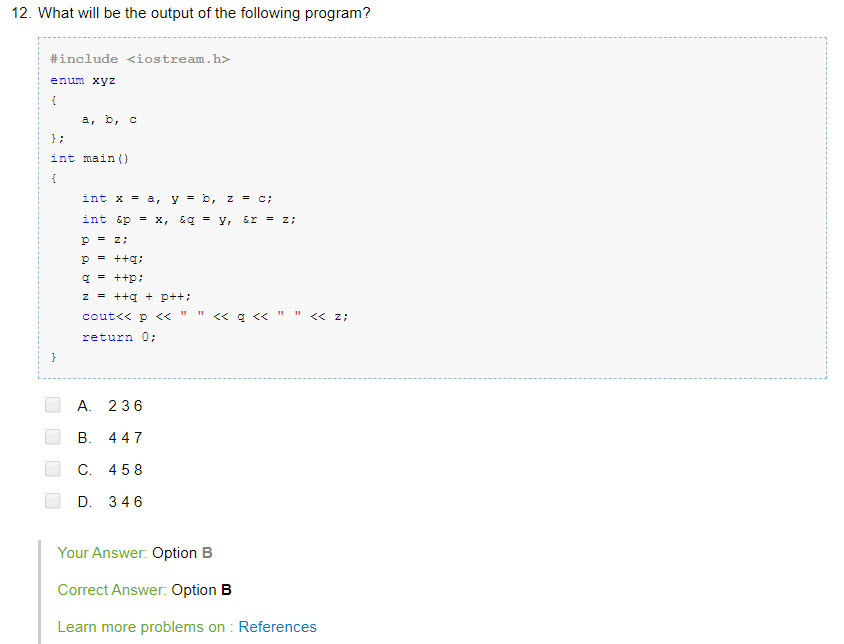 12. What will be the output of the following program?
#include <iostream.h>
enum xyz
{
    a, b, c
};
int main()
{
    int x = a, y = b, z = c;
    int &p = x, &q = y, &r = z;
    p = z;
    p = ++q;
    q = ++p;
    z = ++q + p++;
    cout<< p << " " << q << " " << z;
    return 0;
}
A. 2 3 6
B. 4 4 7
C. 4 5 8
D. 3 4 6
Your Answer: Option B
Correct Answer: Option B
Learn more problems on : References